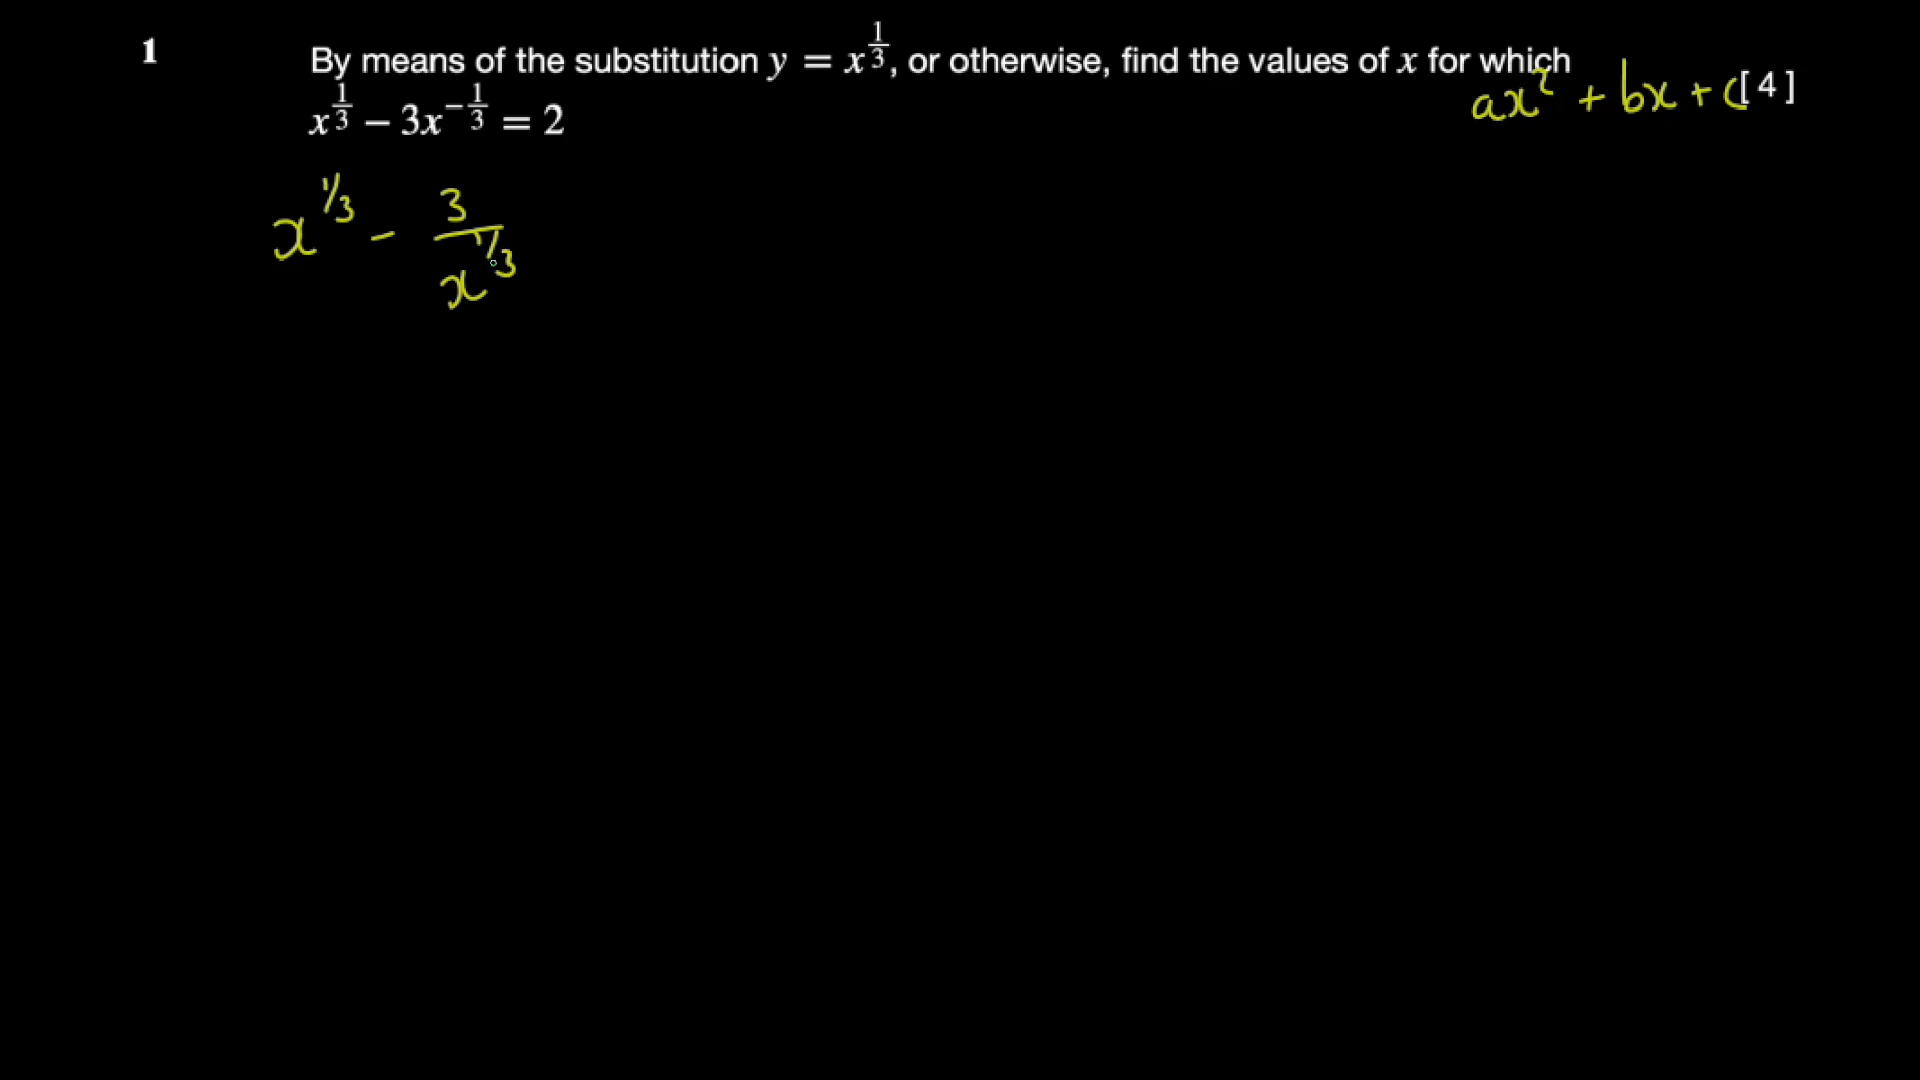 1 By means of the substitution y = x^{1/3}, or otherwise, find the values of x for which
x^{1/3} − 3x^{−1/3} = 2 [4]
ax² + bx + c
x^{1/3} − 3/x^{1/3}